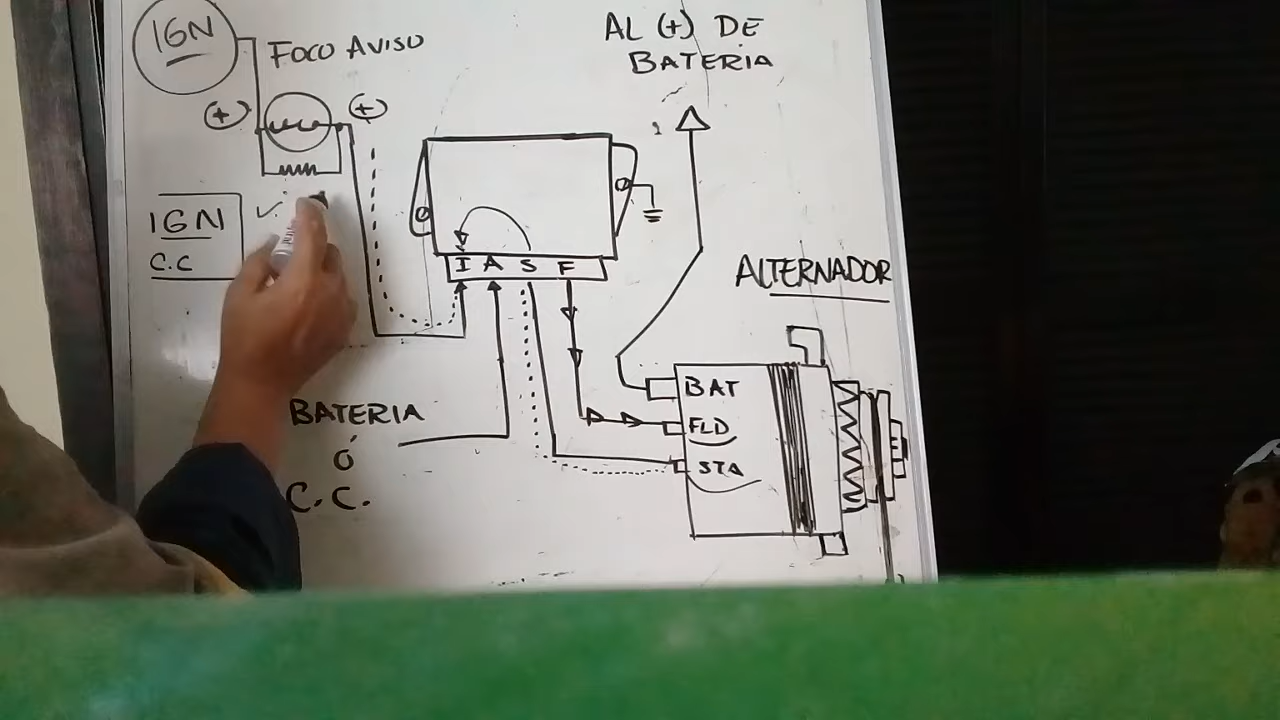 IGN
FOCO AVISO
(+)
(+)
IGN
C.C
AL (+) DE
BATERIA
I A S F
ALTERNADOR
BAT
FLD
STA
BATERIA
Ó
C.C.